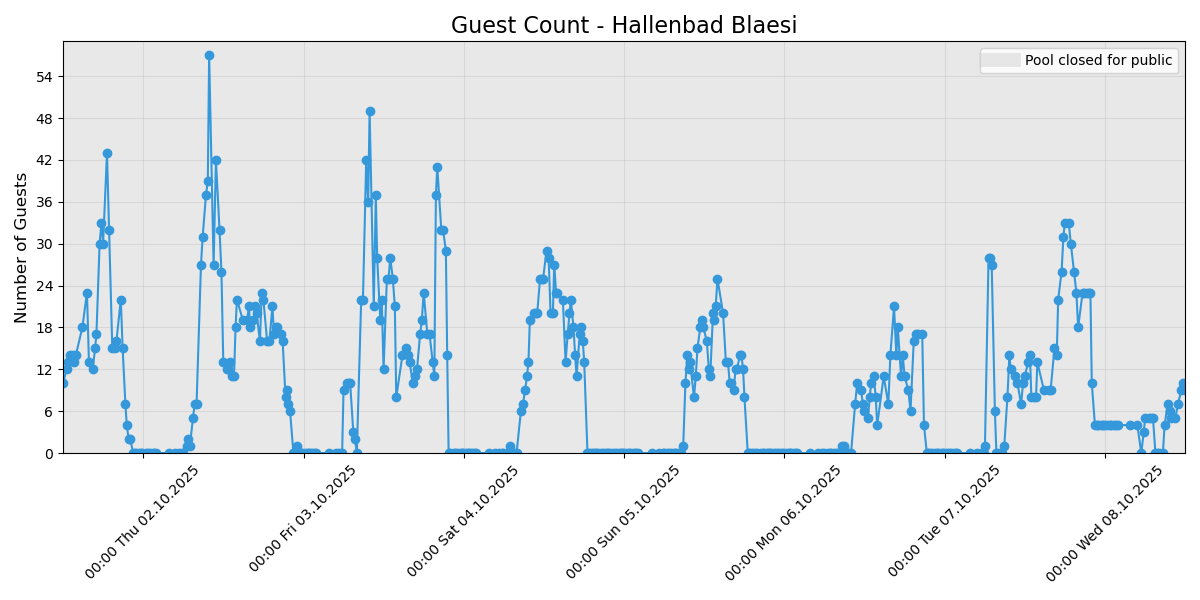 Guest Count - Hallenbad Blaesi
Pool closed for public
Number of Guests
54
48
42
36
30
24
18
12
6
0
00:00 Thu 02.10.2025
00:00 Fri 03.10.2025
00:00 Sat 04.10.2025
00:00 Sun 05.10.2025
00:00 Mon 06.10.2025
00:00 Tue 07.10.2025
00:00 Wed 08.10.2025